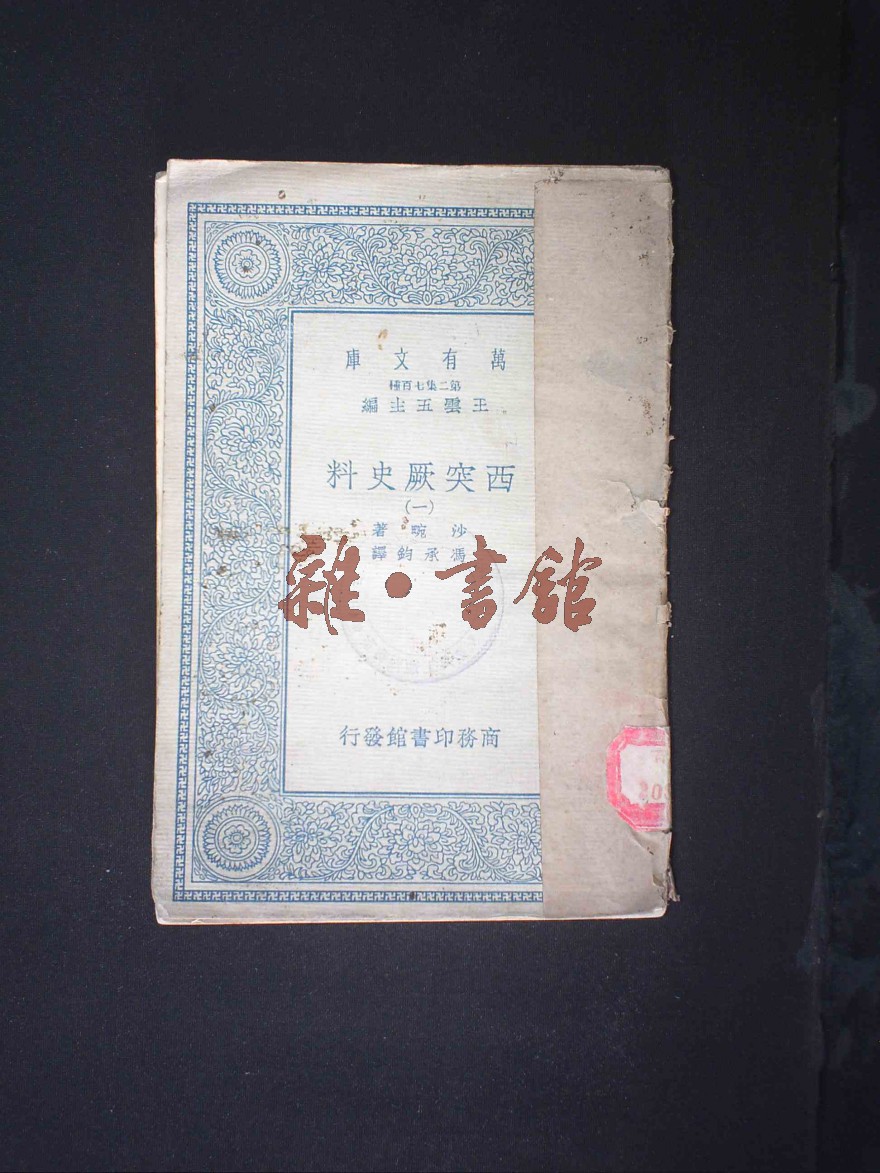 萬有文庫
第二集七百種
王雲五主編
西突厥史料
（一）
沙畹著
馮承鈞譯
雜·書館
商務印書館發行